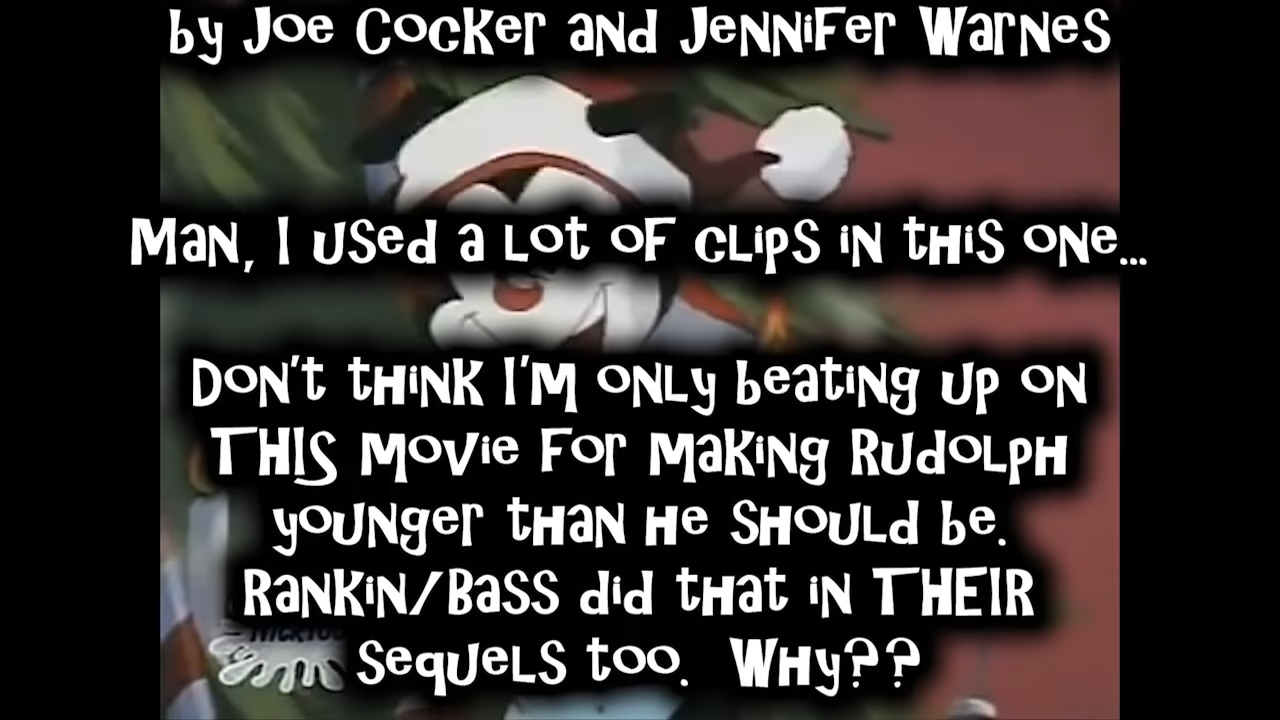 by Joe Cocker and Jennifer Warnes
Man, I used a lot of clips in this one...
Don't think I'm only beating up on
THIS movie for making Rudolph
younger than he should be.
Rankin/Bass did that in THEIR
sequels too. Why??